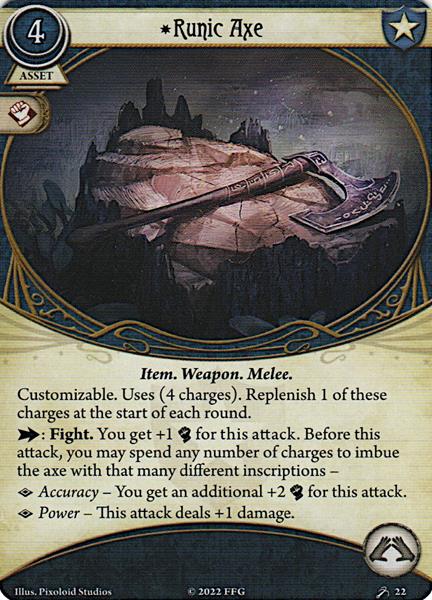 4
*Runic Axe
ASSET
Item. Weapon. Melee.
Customizable. Uses (4 charges). Replenish 1 of these
charges at the start of each round.
: Fight. You get +1 for this attack. Before this
attack, you may spend any number of charges to imbue
the axe with that many different inscriptions –
Accuracy – You get an additional +2 for this attack.
Power – This attack deals +1 damage.
Illus. Pixoloid Studios
© 2022 FFG
22